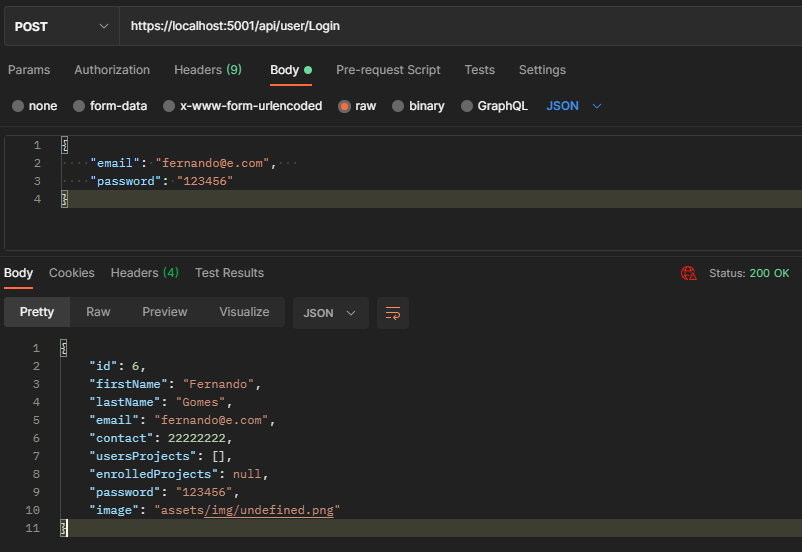 POST https://localhost:5001/api/user/Login
Params Authorization Headers (9) Body Pre-request Script Tests Settings
none form-data x-www-form-urlencoded raw binary GraphQL JSON
1 {
2 "email": "fernando@e.com",
3 "password": "123456"
4 }
Body Cookies Headers (4) Test Results Status: 200 OK
Pretty Raw Preview Visualize JSON
1 {
2 "id": 6,
3 "firstName": "Fernando",
4 "lastName": "Gomes",
5 "email": "fernando@e.com",
6 "contact": 22222222,
7 "usersProjects": [],
8 "enrolledProjects": null,
9 "password": "123456",
10 "image": "assets/img/undefined.png"
11 }